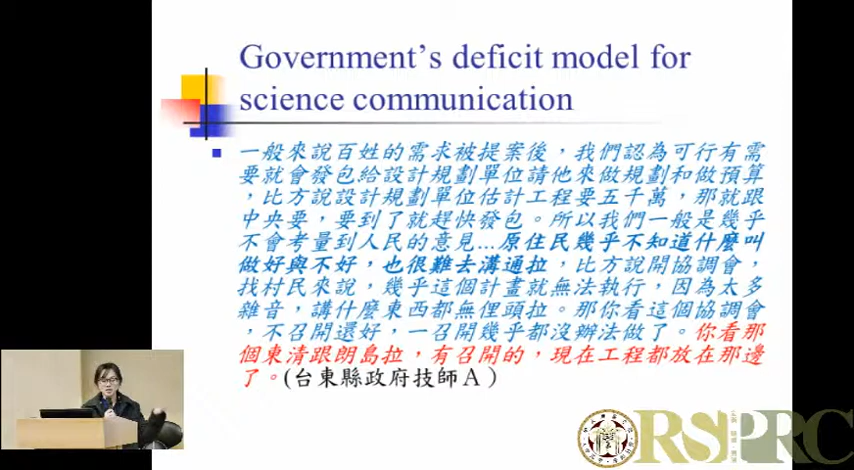 Government's deficit model for
science communication
一般來說百姓的需求被提案後，我們認為可行有需
要就會發包給設計規劃單位請他來做規劃和做預算
，比方說設計規劃單位估計工程要五千萬，那就跟
中央要，要到了就趕快發包。所以我們一般是幾乎
不會考量到人民的意見...原住民幾乎不知道什麼叫
做好與不好，也很難去溝通拉，比方說開協調會，
找村民來說，幾乎這個計畫就無法執行，因為太多
雜音，講什麼東西都無俚頭拉。那你看這個協調會
，不召開還好，一召開幾乎都沒辦法做了。你看那
個東清跟朗島拉，有召開的，現在工程都放在那邊
了。(台東縣政府技師A）
RSPRC